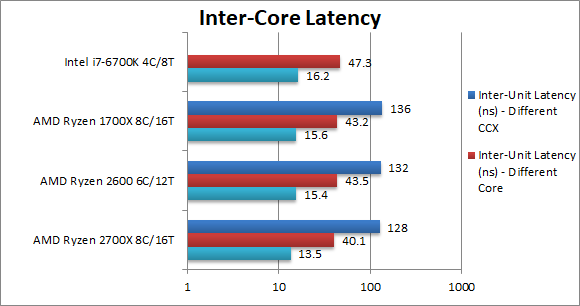 Inter-Core Latency
1
10
100
1000
Intel i7-6700K 4C/8T
47.3
16.2
AMD Ryzen 1700X 8C/16T
136
43.2
15.6
AMD Ryzen 2600 6C/12T
132
43.5
15.4
AMD Ryzen 2700X 8C/16T
128
40.1
13.5
Inter-Unit Latency
(ns) - Different
CCX
Inter-Unit Latency
(ns) - Different
Core